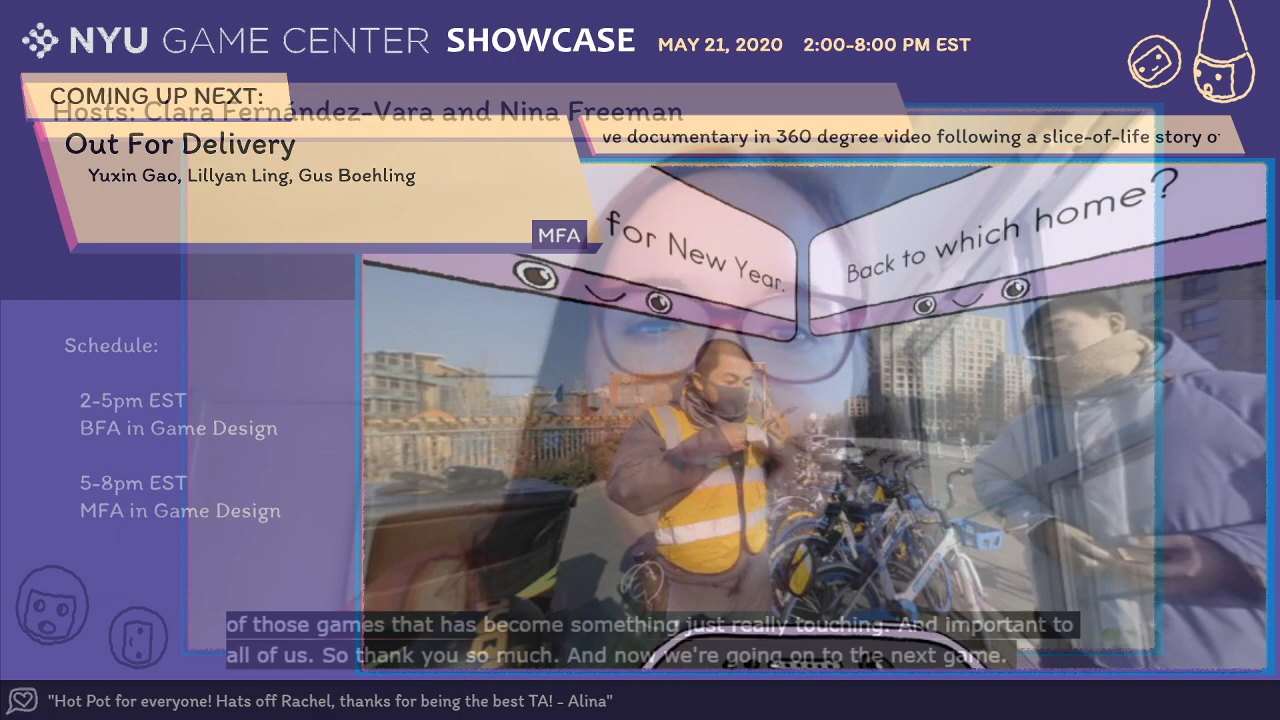 NYU GAME CENTER SHOWCASE MAY 21, 2020 2:00-8:00 PM EST
COMING UP NEXT:
Hosts: Clara Fernández-Vara and Nina Freeman
Out For Delivery
Yuxin Gao, Lillyan Ling, Gus Boehling
MFA
ve documentary in 360 degree video following a slice-of-life story o
for New Year.
Back to which home?
Schedule:
2-5pm EST
BFA in Game Design
5-8pm EST
MFA in Game Design
of those games that has become something just really touching. And important to
all of us. So thank you so much. And now we're going on to the next game.
"Hot Pot for everyone! Hats off Rachel, thanks for being the best TA! - Alina"